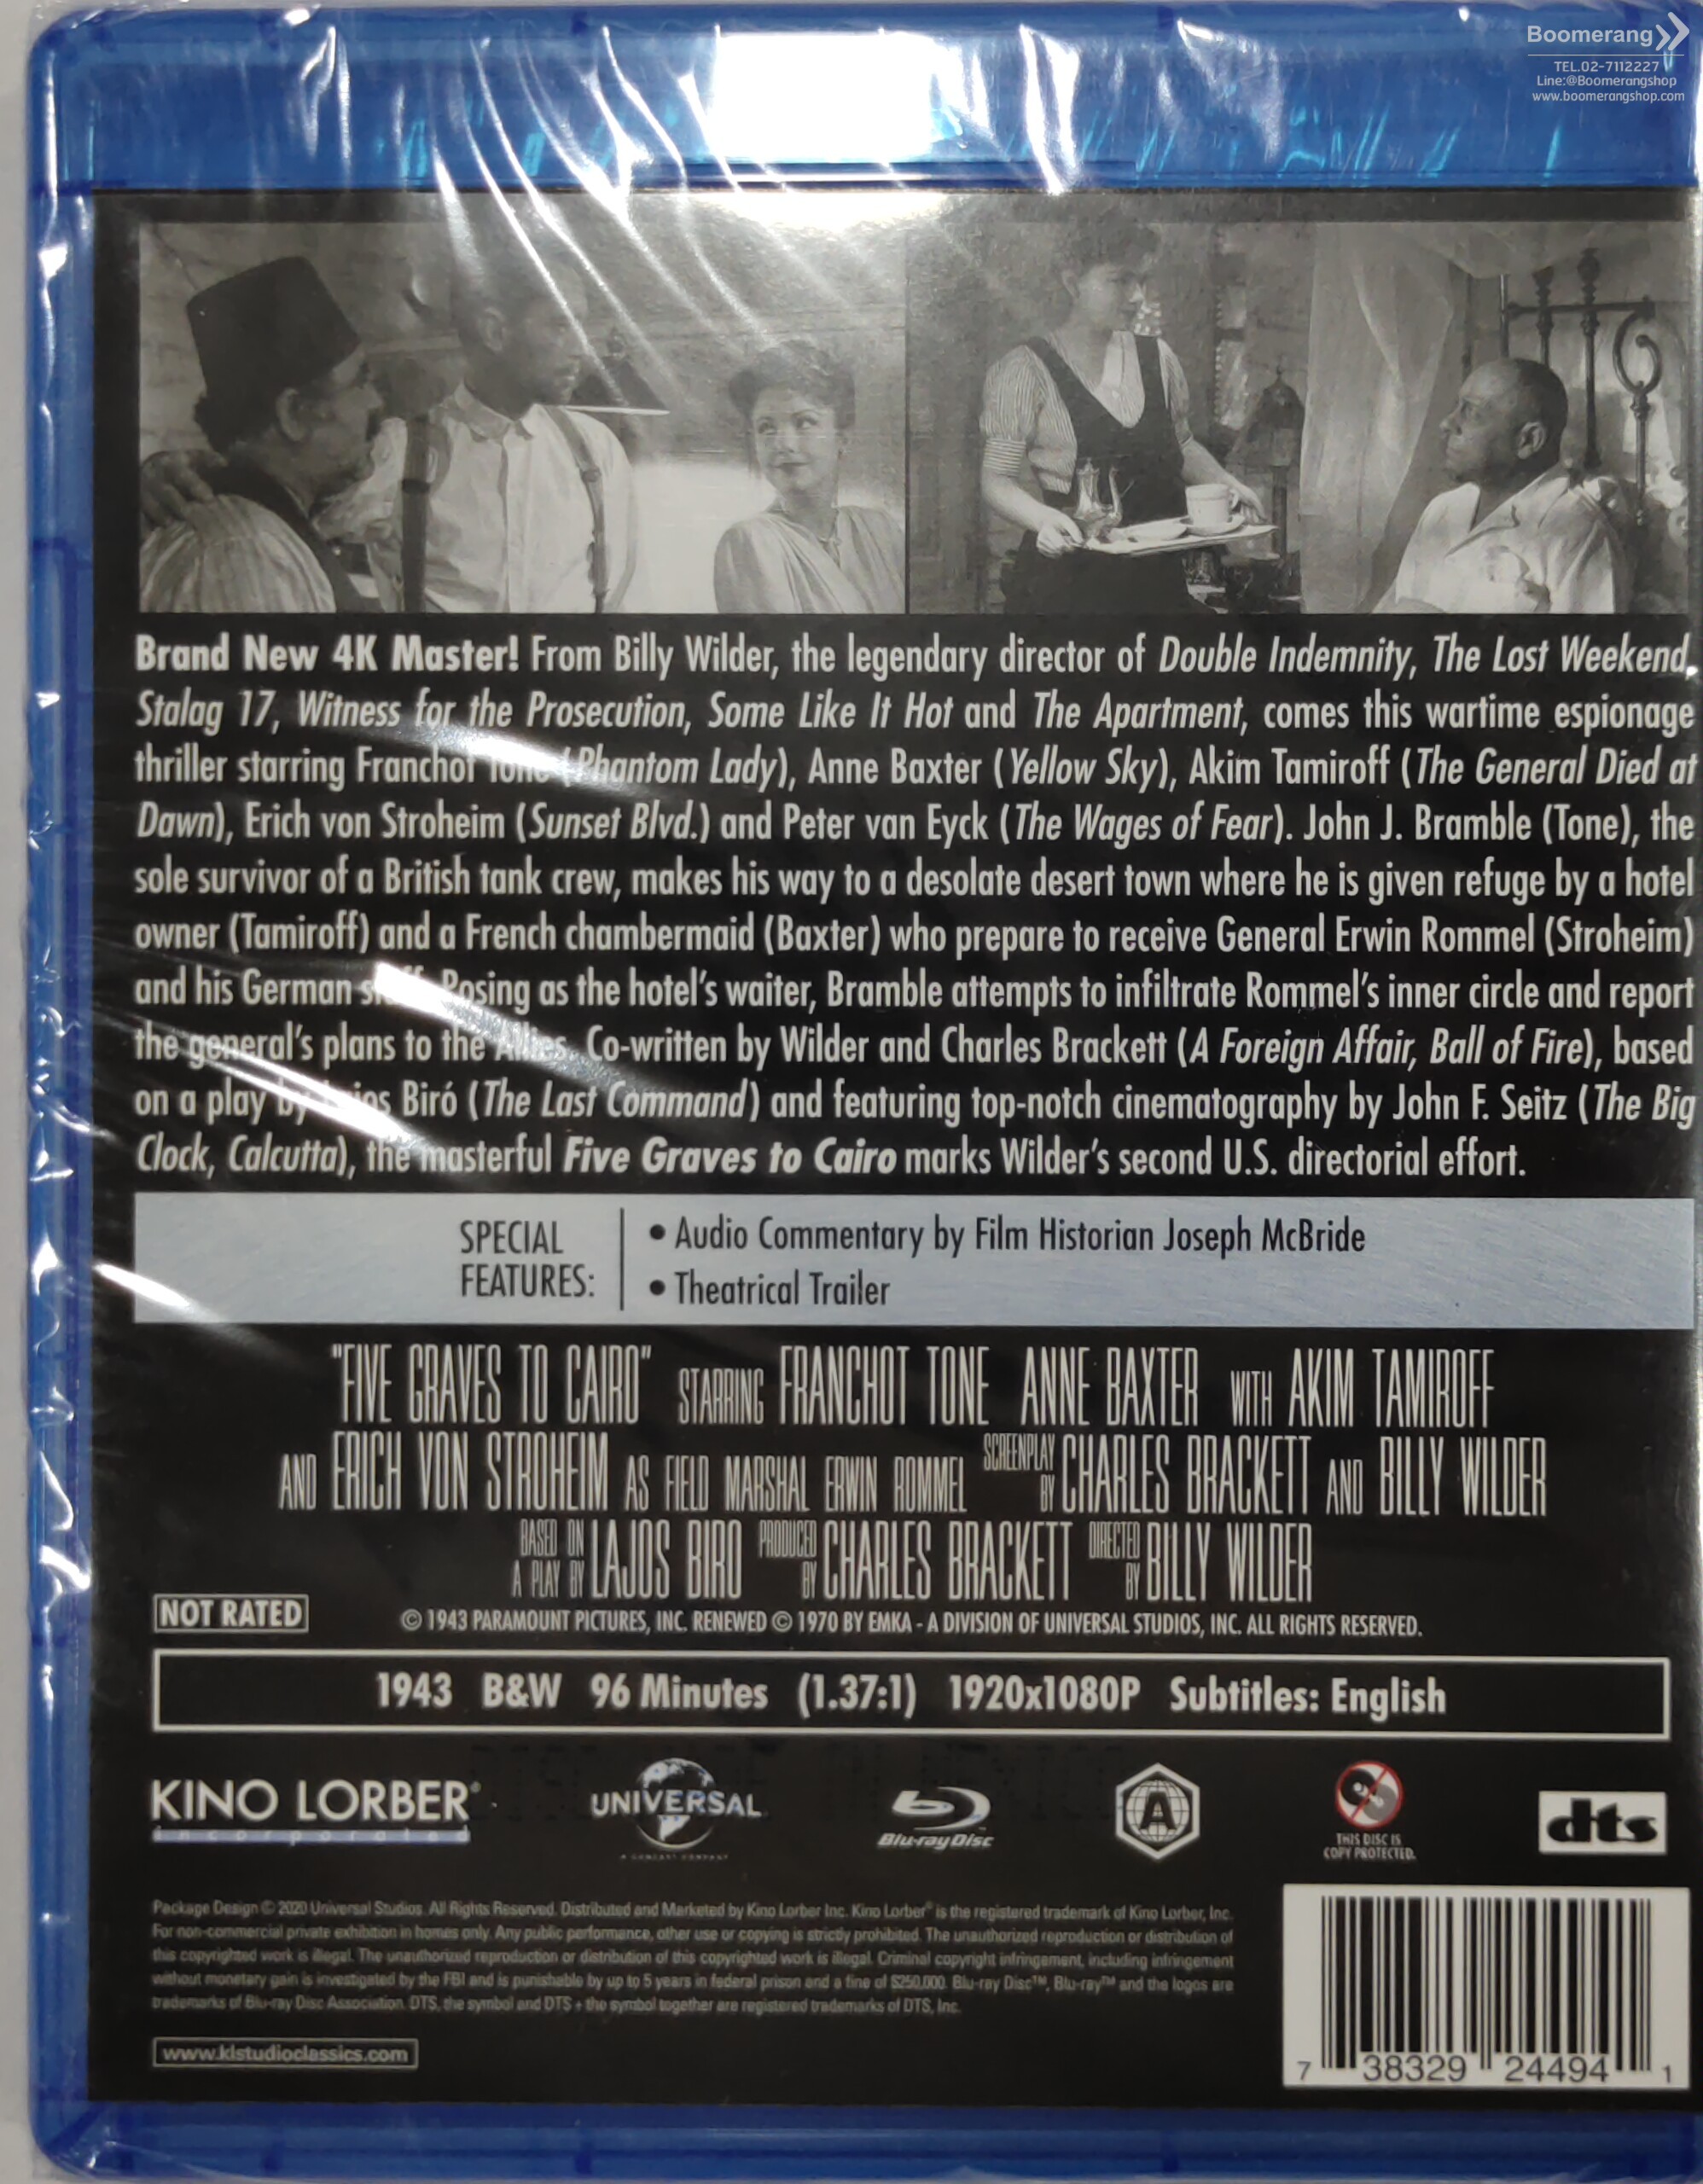 Boomerang
TEL.02-7112227
Line:@Boomerangshop
www.boomerangshop.com
Brand New 4K Master! From Billy Wilder, the legendary director of Double Indemnity, The Lost Weekend,
Stalag 17, Witness for the Prosecution, Some Like It Hot and The Apartment, comes this wartime espionage
thriller starring Franchot Tone (Phantom Lady), Anne Baxter (Yellow Sky), Akim Tamiroff (The General Died at
Dawn), Erich von Stroheim (Sunset Blvd.) and Peter van Eyck (The Wages of Fear). John J. Bramble (Tone), the
sole survivor of a British tank crew, makes his way to a desolate desert town where he is given refuge by a hotel
owner (Tamiroff) and a French chambermaid (Baxter) who prepare to receive General Erwin Rommel (Stroheim)
and his German Posing as the hotel's waiter, Bramble attempts to infiltrate Rommel's inner circle and report
the general's plans to the Allies. Co-written by Wilder and Charles Brackett (A Foreign Affair, Ball of Fire), based
on a play by Biró (The Last Command) and featuring top-notch cinematography by John F. Seitz (The Big
Clock, Calcutta), the masterful Five Graves to Cairo marks Wilder's second U.S. directorial effort.
SPECIAL FEATURES:
• Audio Commentary by Film Historian Joseph McBride
• Theatrical Trailer
"FIVE GRAVES TO CAIRO" STARRING FRANCHOT TONE ANNE BAXTER WITH AKIM TAMIROFF
AND ERICH VON STROHEIM AS FIELD MARSHAL ERWIN ROMMEL SCREENPLAY BY CHARLES BRACKETT AND BILLY WILDER
BASED ON A PLAY BY LAJOS BIRO PRODUCED BY CHARLES BRACKETT DIRECTED BY BILLY WILDER
NOT RATED
© 1943 PARAMOUNT PICTURES, INC. RENEWED © 1970 BY EMKA - A DIVISION OF UNIVERSAL STUDIOS, INC. ALL RIGHTS RESERVED.
1943 B&W 96 Minutes (1.37:1) 1920x1080P Subtitles: English
KINO LORBER®
incorporated
UNIVERSAL
A COMCAST COMPANY
Blu-ray Disc
A
THIS DISC IS
COPY PROTECTED.
dts
Package Design © 2020 Universal Studios. All Rights Reserved. Distributed and Marketed by Kino Lorber Inc. Kino Lorber® is the registered trademark of Kino Lorber, Inc.
For non-commercial private exhibition in homes only. Any public performance, other use or copying is strictly prohibited. The unauthorized reproduction or distribution of
this copyrighted work is illegal. The unauthorized reproduction or distribution of this copyrighted work is illegal. Criminal copyright infringement, including infringement
without monetary gain is investigated by the FBI and is punishable by up to 5 years in federal prison and a fine of $250,000. Blu-ray Disc™, Blu-ray™ and the logos are
trademarks of Blu-ray Disc Association. DTS, the symbol and DTS + the symbol together are registered trademarks of DTS, Inc.
www.klstudioclassics.com
7 38329 24494 1